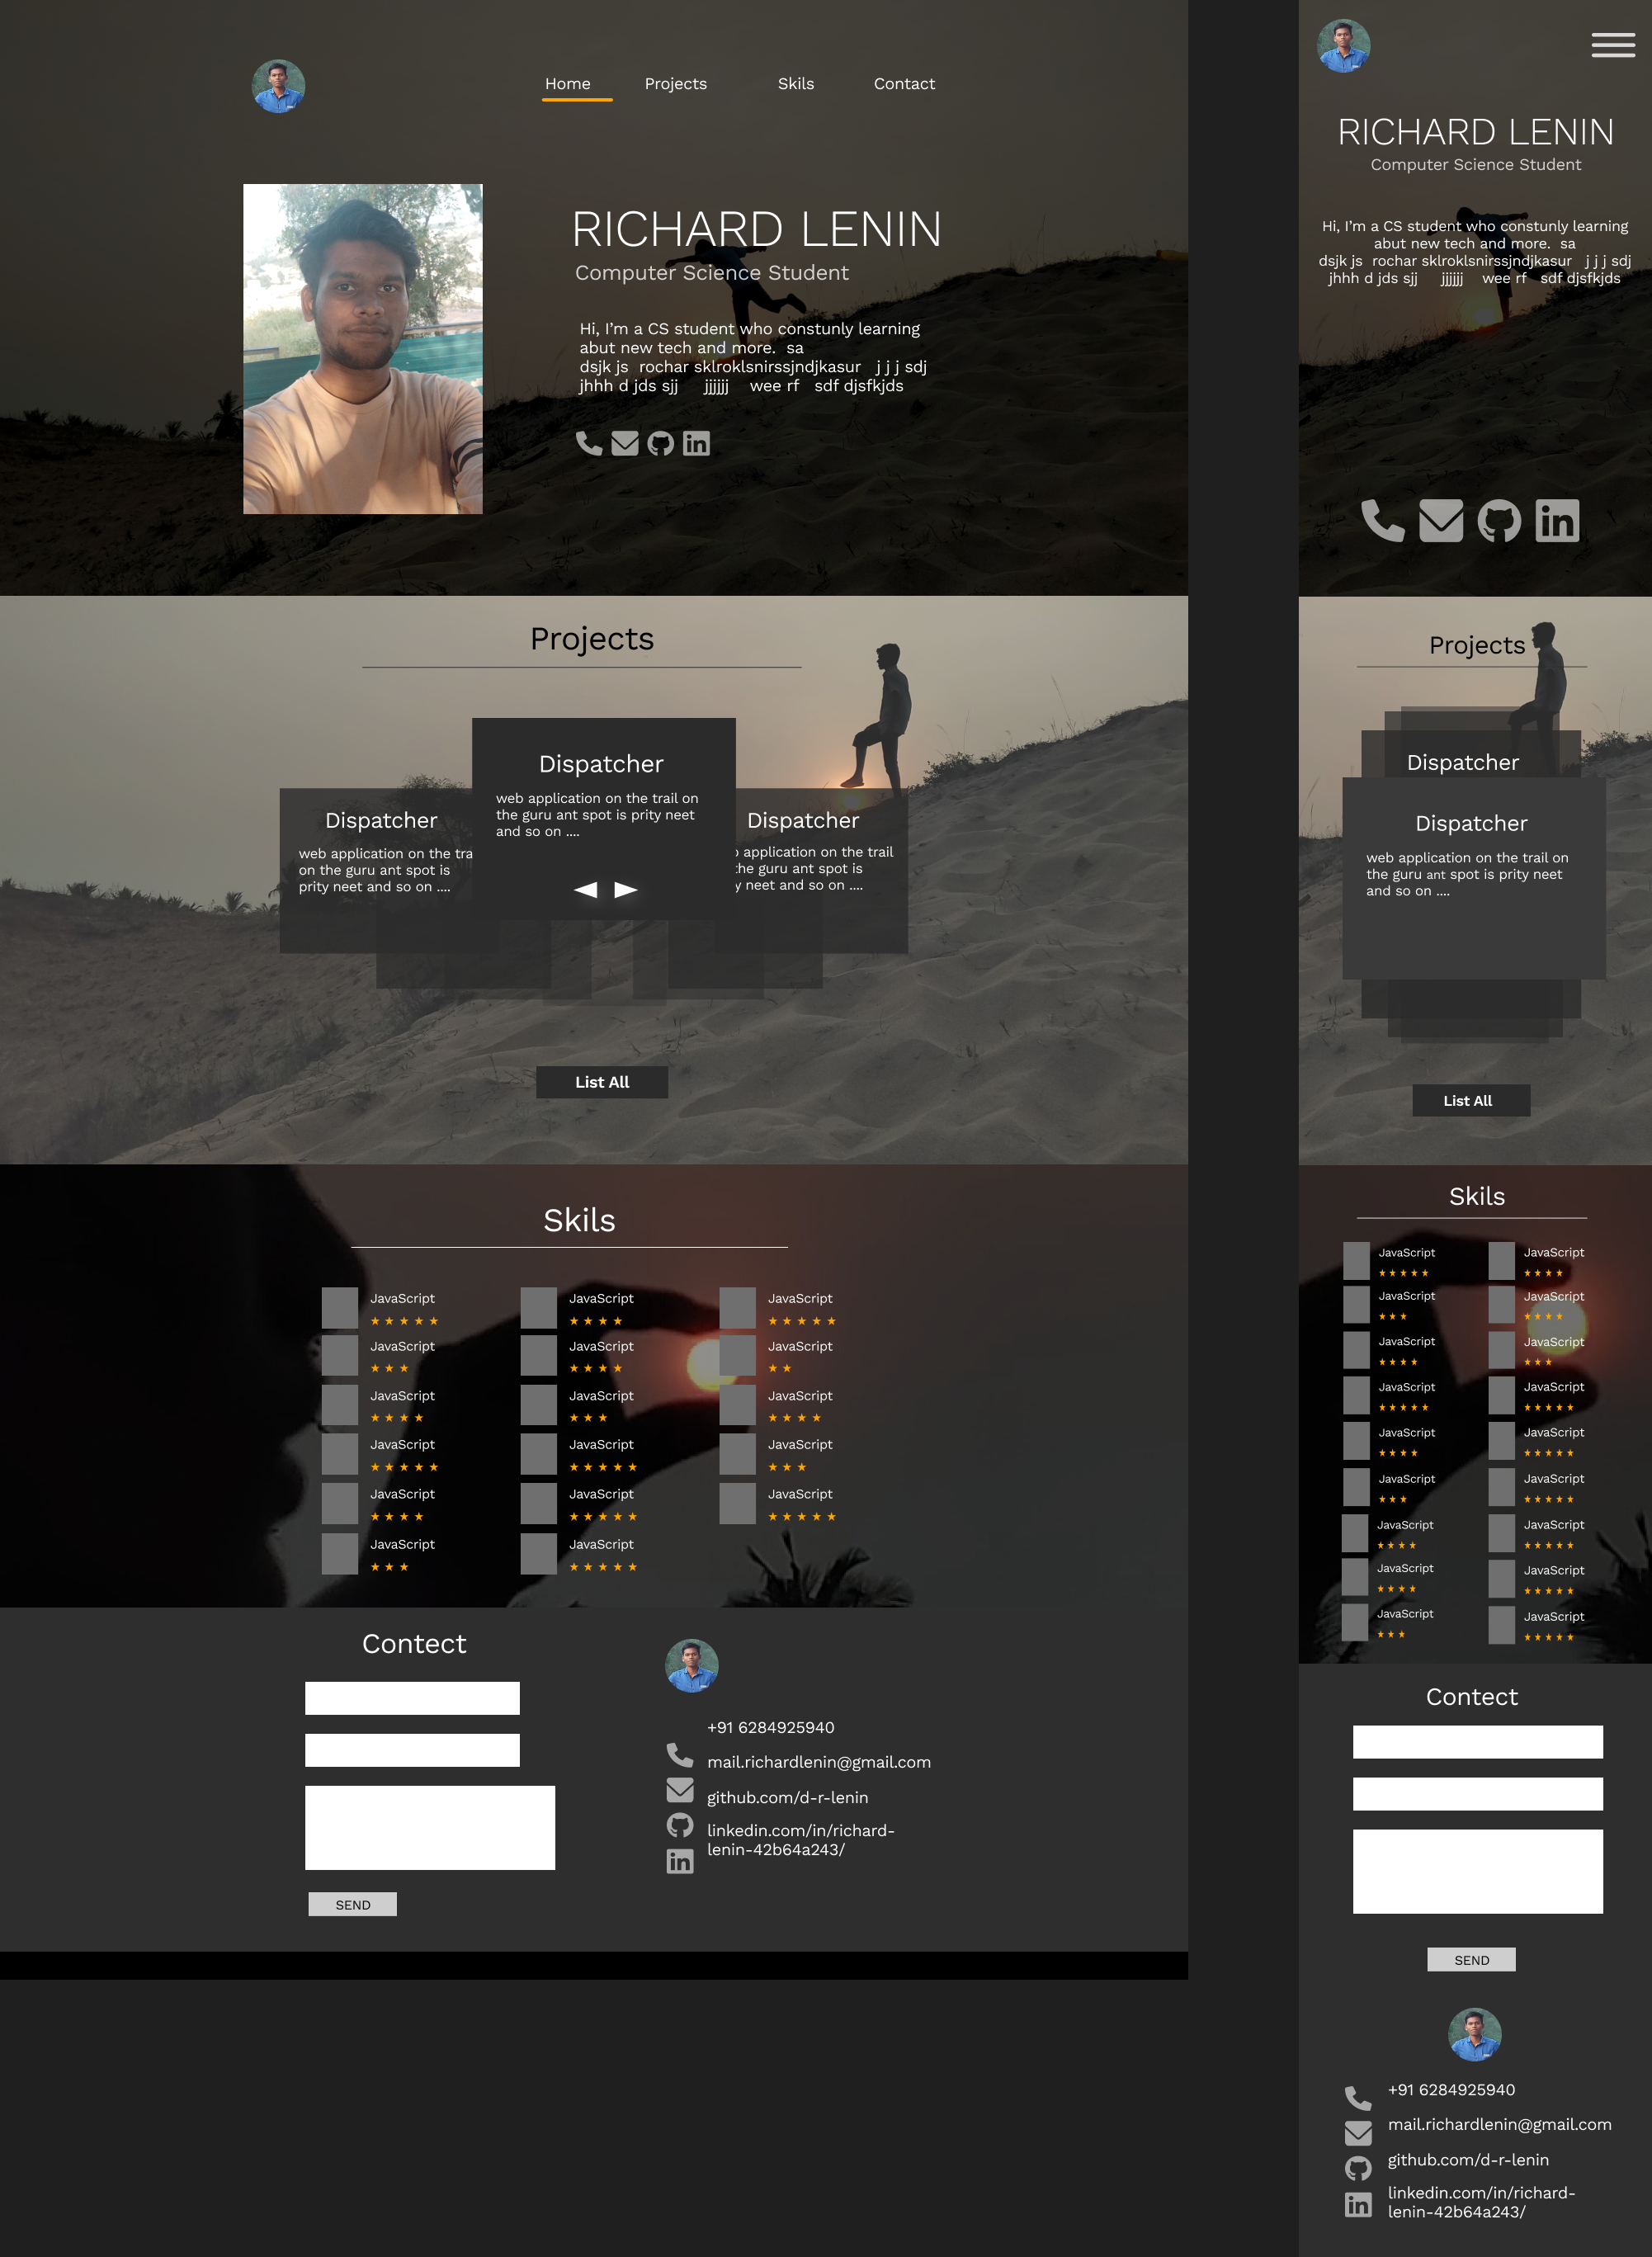 Home Projects Skils Contact
RICHARD LENIN
Computer Science Student
Hi, I'm a CS student who constunly learning
abut new tech and more. sa
dsjk js rochar sklroklsnirssjndjkasur j j j sdj
jhhh d jds sjj jjjjjj wee rf sdf djsfkjds
Projects
Dispatcher
web application on the trail on
the guru ant spot is prity neet
and so on ....
Dispatcher
web application on the tra
on the guru ant spot is
prity neet and so on ....
Dispatcher
application on the trail
the guru ant spot is
y neet and so on ....
List All
Skils
JavaScript JavaScript JavaScript
JavaScript JavaScript JavaScript
JavaScript JavaScript JavaScript
JavaScript JavaScript JavaScript
JavaScript JavaScript JavaScript
JavaScript JavaScript
Contect
SEND
+91 6284925940
mail.richardlenin@gmail.com
github.com/d-r-lenin
linkedin.com/in/richard-
lenin-42b64a243/
RICHARD LENIN
Computer Science Student
Hi, I'm a CS student who constunly learning
abut new tech and more. sa
dsjk js rochar sklroklsnirssjndjkasur j j j sdj
jhhh d jds sjj jjjjjj wee rf sdf djsfkjds
Projects
Dispatcher
Dispatcher
web application on the trail on
the guru ant spot is prity neet
and so on ....
List All
Skils
JavaScript JavaScript
JavaScript JavaScript
JavaScript JavaScript
JavaScript JavaScript
JavaScript JavaScript
JavaScript JavaScript
JavaScript JavaScript
JavaScript JavaScript
JavaScript JavaScript
Contect
SEND
+91 6284925940
mail.richardlenin@gmail.com
github.com/d-r-lenin
linkedin.com/in/richard-
lenin-42b64a243/